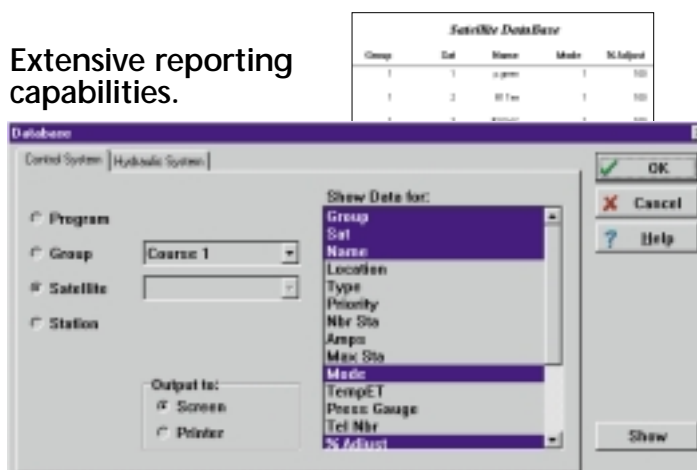 Extensive reporting
capabilities.
Satellite DataBase
Group Sat Name Mode % Adjust
1 1 1 100
1 2 1 100
Database
Control System Hydraulic System
Program
Group Course 1
Satellite
Station
Output to:
Screen
Printer
Show Data for:
Group
Sat
Name
Location
Type
Priority
Nbr Sta
Amps
Max Sta
Mode
TempET
Press Gauge
Tel Nbr
% Adjust
OK
Cancel
Help
Show